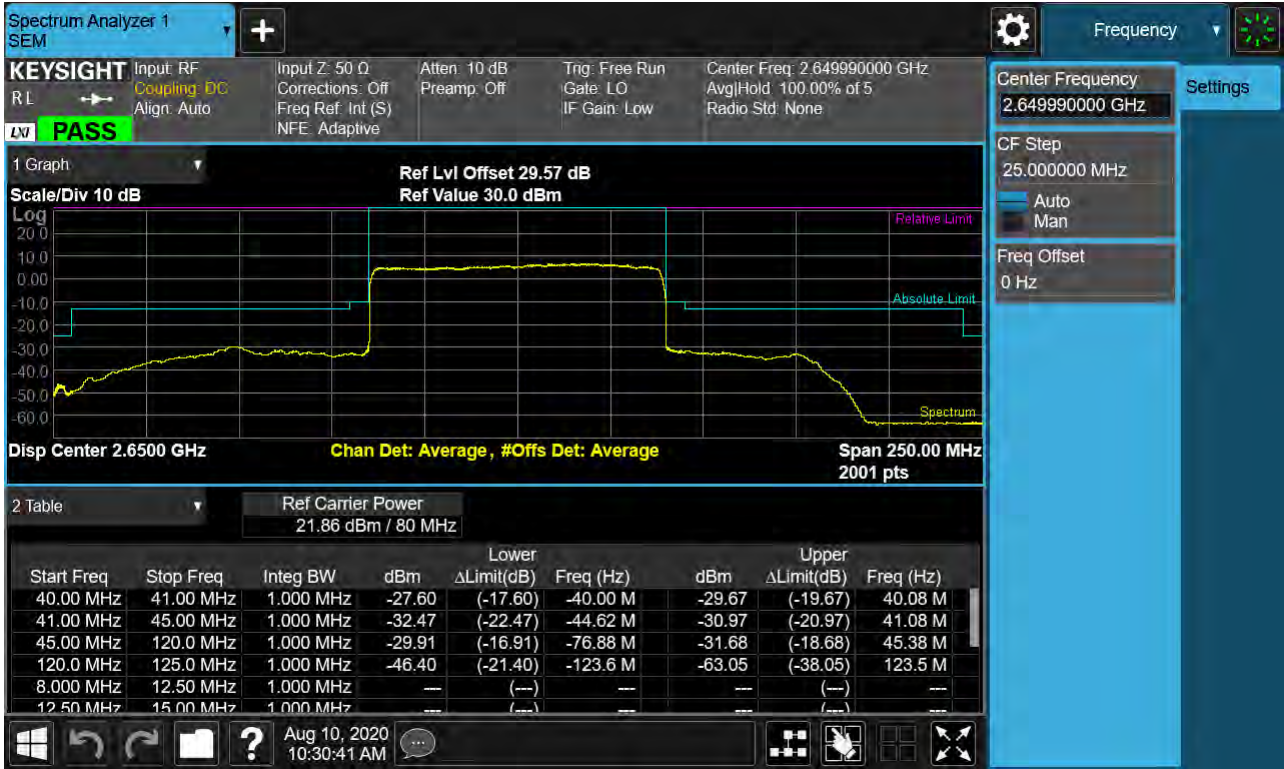 Spectrum Analyzer 1
SEM
+
Frequency
KEYSIGHT
R L
LXI PASS
Input: RF
Coupling: DC
Align: Auto
Input Z: 50 Ω
Corrections: Off
Freq Ref: Int (S)
NFE: Adaptive
Atten: 10 dB
Preamp: Off
Trig: Free Run
Gate: LO
IF Gain: Low
Center Freq: 2.649990000 GHz
Avg|Hold: 100.00% of 5
Radio Std: None
Center Frequency
2.649990000 GHz
Settings
CF Step
25.000000 MHz
Auto
Man
Freq Offset
0 Hz
1 Graph
Scale/Div 10 dB
Ref Lvl Offset 29.57 dB
Ref Value 30.0 dBm
Log
20.0
10.0
0.00
-10.0
-20.0
-30.0
-40.0
-50.0
-60.0
Relative Limit
Absolute Limit
Spectrum
Disp Center 2.6500 GHz
Chan Det: Average , #Offs Det: Average
Span 250.00 MHz
2001 pts
2 Table
Ref Carrier Power
21.86 dBm / 80 MHz
Lower Upper
Start Freq Stop Freq Integ BW dBm ΔLimit(dB) Freq (Hz) dBm ΔLimit(dB) Freq (Hz)
40.00 MHz 41.00 MHz 1.000 MHz -27.60 (-17.60) -40.00 M -29.67 (-19.67) 40.08 M
41.00 MHz 45.00 MHz 1.000 MHz -32.47 (-22.47) -44.62 M -30.97 (-20.97) 41.08 M
45.00 MHz 120.0 MHz 1.000 MHz -29.91 (-16.91) -76.88 M -31.68 (-18.68) 45.38 M
120.0 MHz 125.0 MHz 1.000 MHz -46.40 (-21.40) -123.6 M -63.05 (-38.05) 123.5 M
8.000 MHz 12.50 MHz 1.000 MHz --- (---) --- --- (---) ---
12.50 MHz 15.00 MHz 1.000 MHz --- (---) --- --- (---) ---
?
Aug 10, 2020
10:30:41 AM